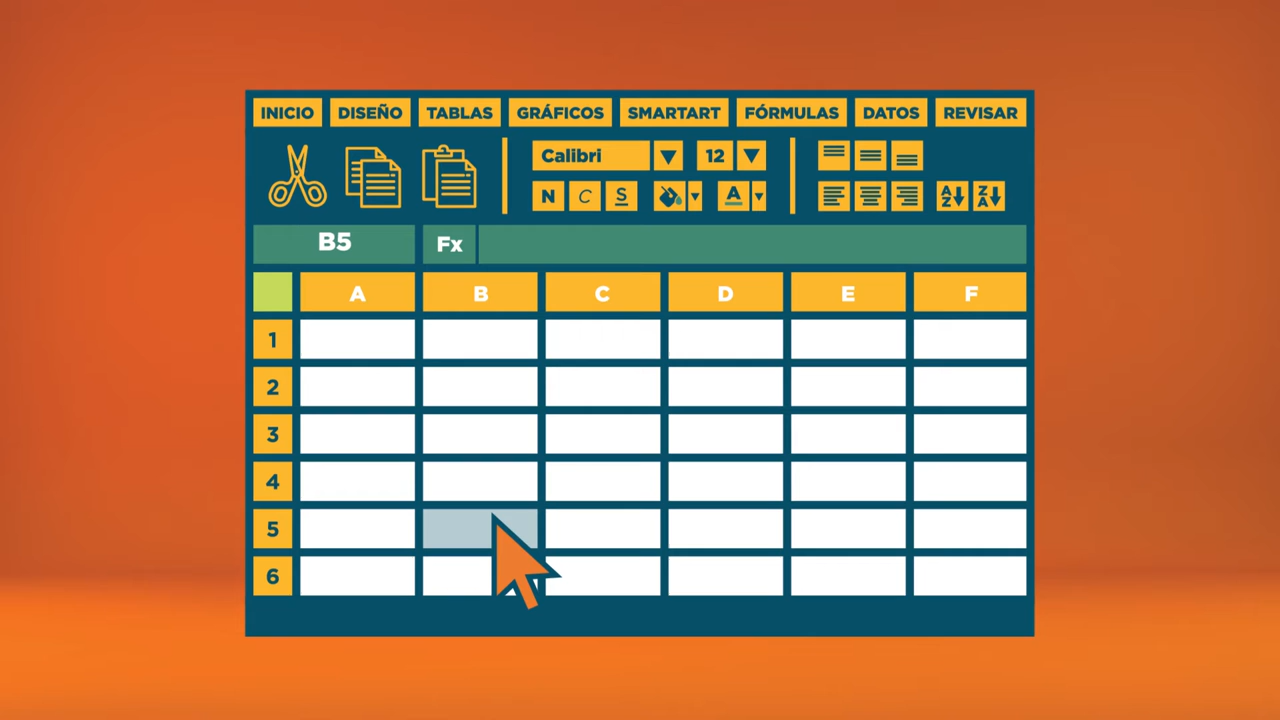 INICIO DISEÑO TABLAS GRÁFICOS SMARTART FÓRMULAS DATOS REVISAR
Calibri 12
N C S A A Z Z A
B5 Fx
A B C D E F
1
2
3
4
5
6